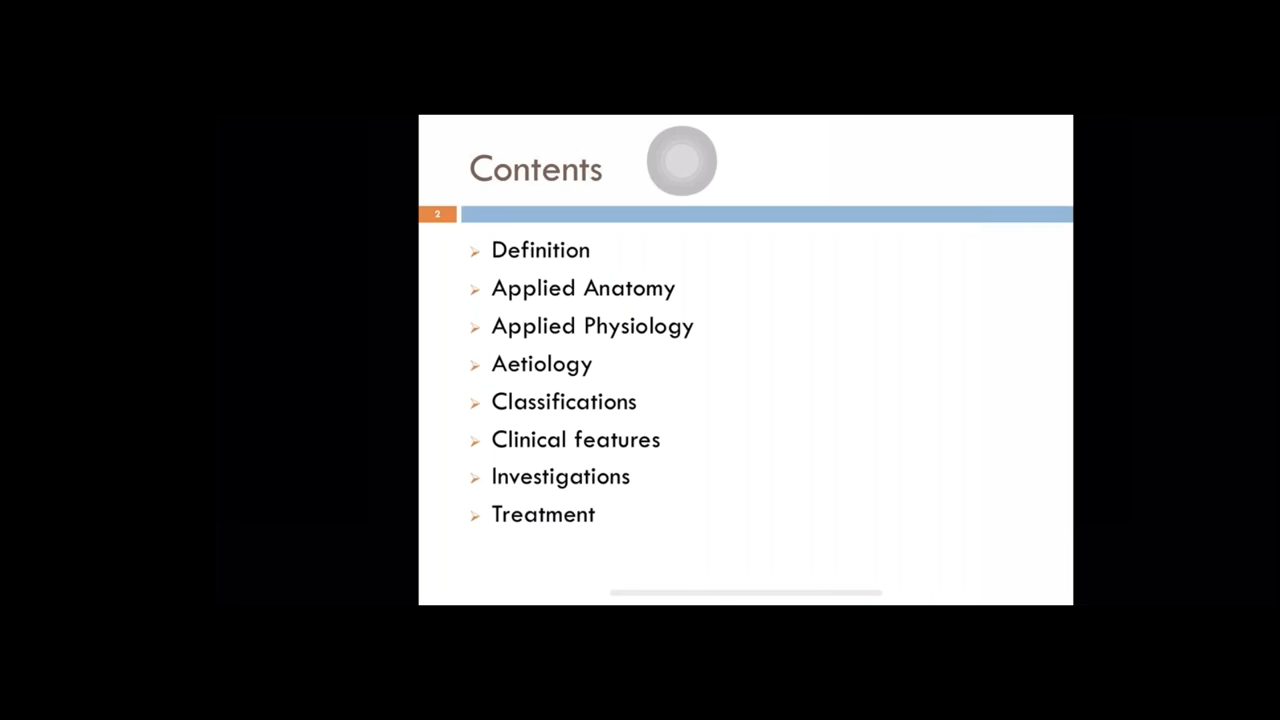 Contents
2
Definition
Applied Anatomy
Applied Physiology
Aetiology
Classifications
Clinical features
Investigations
Treatment